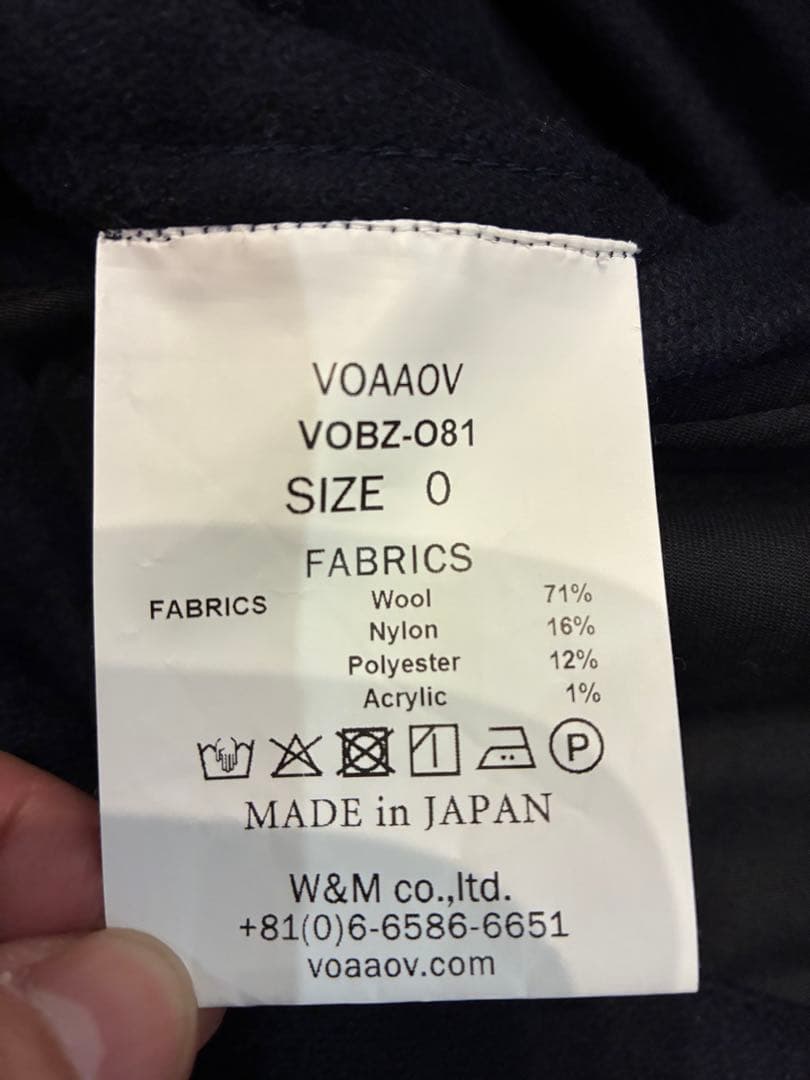 VOAAOV
VOBZ-O81
SIZE 0
FABRICS
FABRICS Wool 71%
Nylon 16%
Polyester 12%
Acrylic 1%
P
MADE in JAPAN
W&M co.,ltd.
+81(0)6-6586-6651
voaaov.com